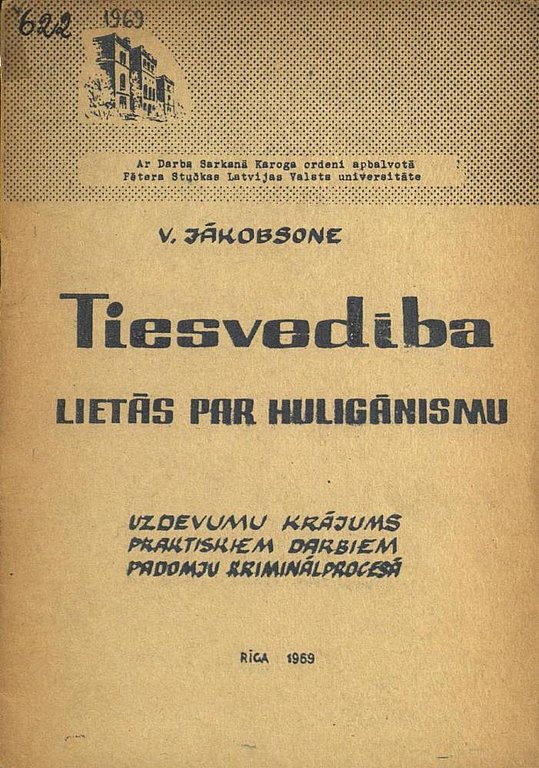 622 1969
Ar Darba Sarkanā Karoga ordeni apbalvotā
Pētera Stučkas Latvijas Valsts universitāte
V. JĀKOBSONE
Tiesvedība
LIETĀS PAR HULIGĀNISMU
UZDEVUMU KRĀJUMS
PRAKTISKIEM DARBIEM
PADOMJU KRIMINĀLPROCESĀ
RĪGA 1969